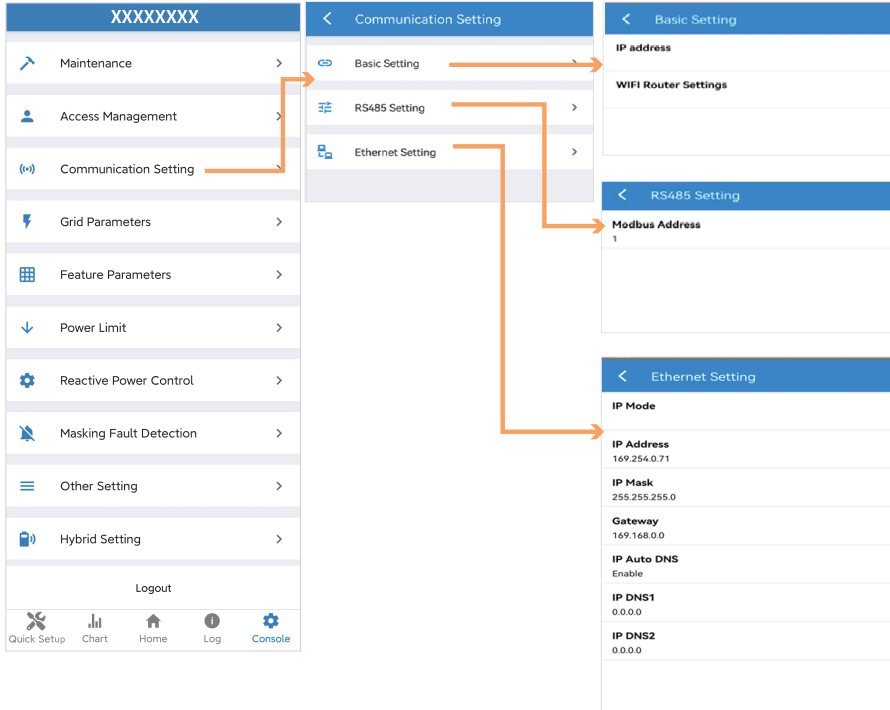 XXXXXXXX
Maintenance
Access Management
Communication Setting
Grid Parameters
Feature Parameters
Power Limit
Reactive Power Control
Masking Fault Detection
Other Setting
Hybrid Setting
Logout
Quick Setup
Chart
Home
Log
Console
Communication Setting
Basic Setting
RS485 Setting
Ethernet Setting
Basic Setting
IP address
WIFI Router Settings
RS485 Setting
Modbus Address
1
Ethernet Setting
IP Mode
IP Address
169.254.0.71
IP Mask
255.255.255.0
Gateway
169.168.0.0
IP Auto DNS
Enable
IP DNS1
0.0.0.0
IP DNS2
0.0.0.0